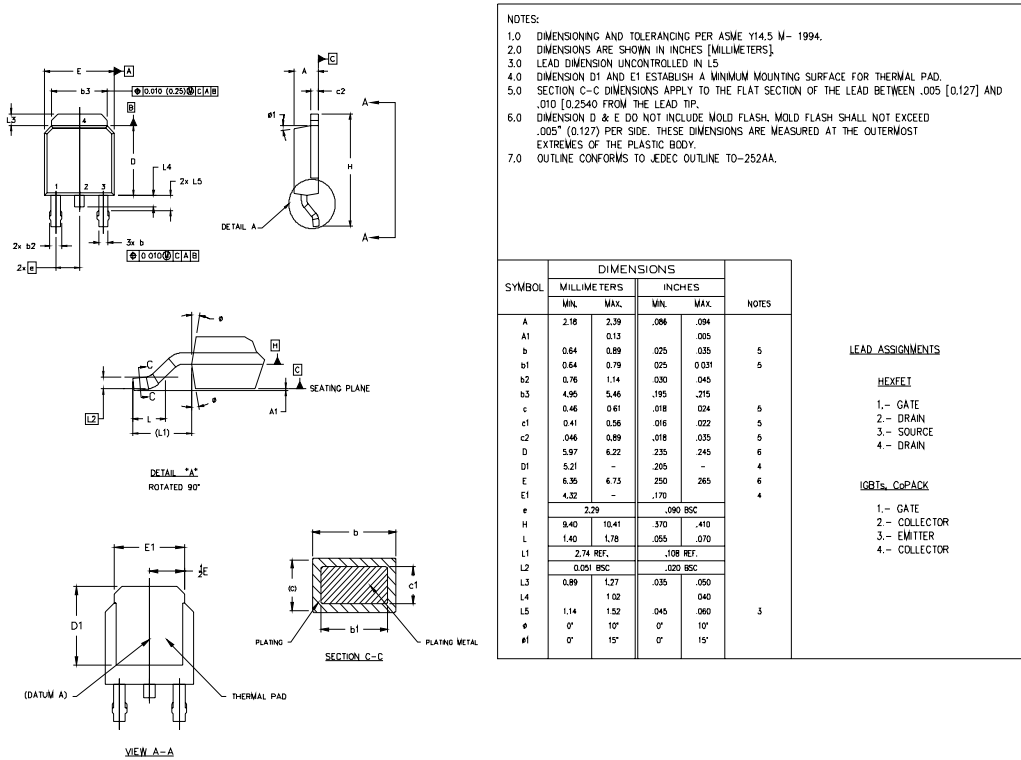 NOTES:
1.0 DIMENSIONING AND TOLERANCING PER ASME Y14.5 M- 1994.
2.0 DIMENSIONS ARE SHOWN IN INCHES [MILLIMETERS].
3.0 LEAD DIMENSION UNCONTROLLED IN L5
4.0 DIMENSION D1 AND E1 ESTABLISH A MINIMUM MOUNTING SURFACE FOR THERMAL PAD.
5.0 SECTION C-C DIMENSIONS APPLY TO THE FLAT SECTION OF THE LEAD BETWEEN .005 [0.127] AND
.010 [0.2540 FROM THE LEAD TIP.
6.0 DIMENSION D & E DO NOT INCLUDE MOLD FLASH. MOLD FLASH SHALL NOT EXCEED
.005" (0.127) PER SIDE. THESE DIMENSIONS ARE MEASURED AT THE OUTERMOST
EXTREMES OF THE PLASTIC BODY.
7.0 OUTLINE CONFORMS TO JEDEC OUTLINE TO-252AA.
E
A
b3
⌖ 0.010 (0.25) Ⓜ C A B
B
L3
4
D
1 2 3
L4
2x L5
2x b2
3x b
⌖ 0.010 Ⓜ C A B
2x e
C
A
c2
A
ø1
H
DETAIL A
A
ø
C
H
C
SEATING PLANE
L2
C
ø
A1
L
(L1)
DETAIL "A"
ROTATED 90°
E1
½E
D1
(DATUM A)
THERMAL PAD
VIEW A-A
b
(c)
c1
b1
PLATING
PLATING METAL
SECTION C-C
SYMBOL DIMENSIONS NOTES
MILLIMETERS INCHES
MIN. MAX. MIN. MAX.
A 2.18 2.39 .086 .094
A1 0.13 .005
b 0.64 0.89 .025 .035 5
b1 0.64 0.79 .025 0.031 5
b2 0.76 1.14 .030 .045
b3 4.95 5.46 .195 .215
c 0.46 0.61 .018 .024 5
c1 0.41 0.56 .016 .022 5
c2 .046 0.89 .018 .035 5
D 5.97 6.22 .235 .245 6
D1 5.21 - .205 - 4
E 6.35 6.73 .250 .265 6
E1 4.32 - .170 4
e 2.29 .090 BSC
H 9.40 10.41 .370 .410
L 1.40 1.78 .055 .070
L1 2.74 REF. .108 REF.
L2 0.051 BSC .020 BSC
L3 0.89 1.27 .035 .050
L4 1.02 .040
L5 1.14 1.52 .045 .060 3
ø 0° 10° 0° 10°
ø1 0° 15° 0° 15°
LEAD ASSIGNMENTS
HEXFET
1.- GATE
2.- DRAIN
3.- SOURCE
4.- DRAIN
IGBTs, CoPACK
1.- GATE
2.- COLLECTOR
3.- EMITTER
4.- COLLECTOR